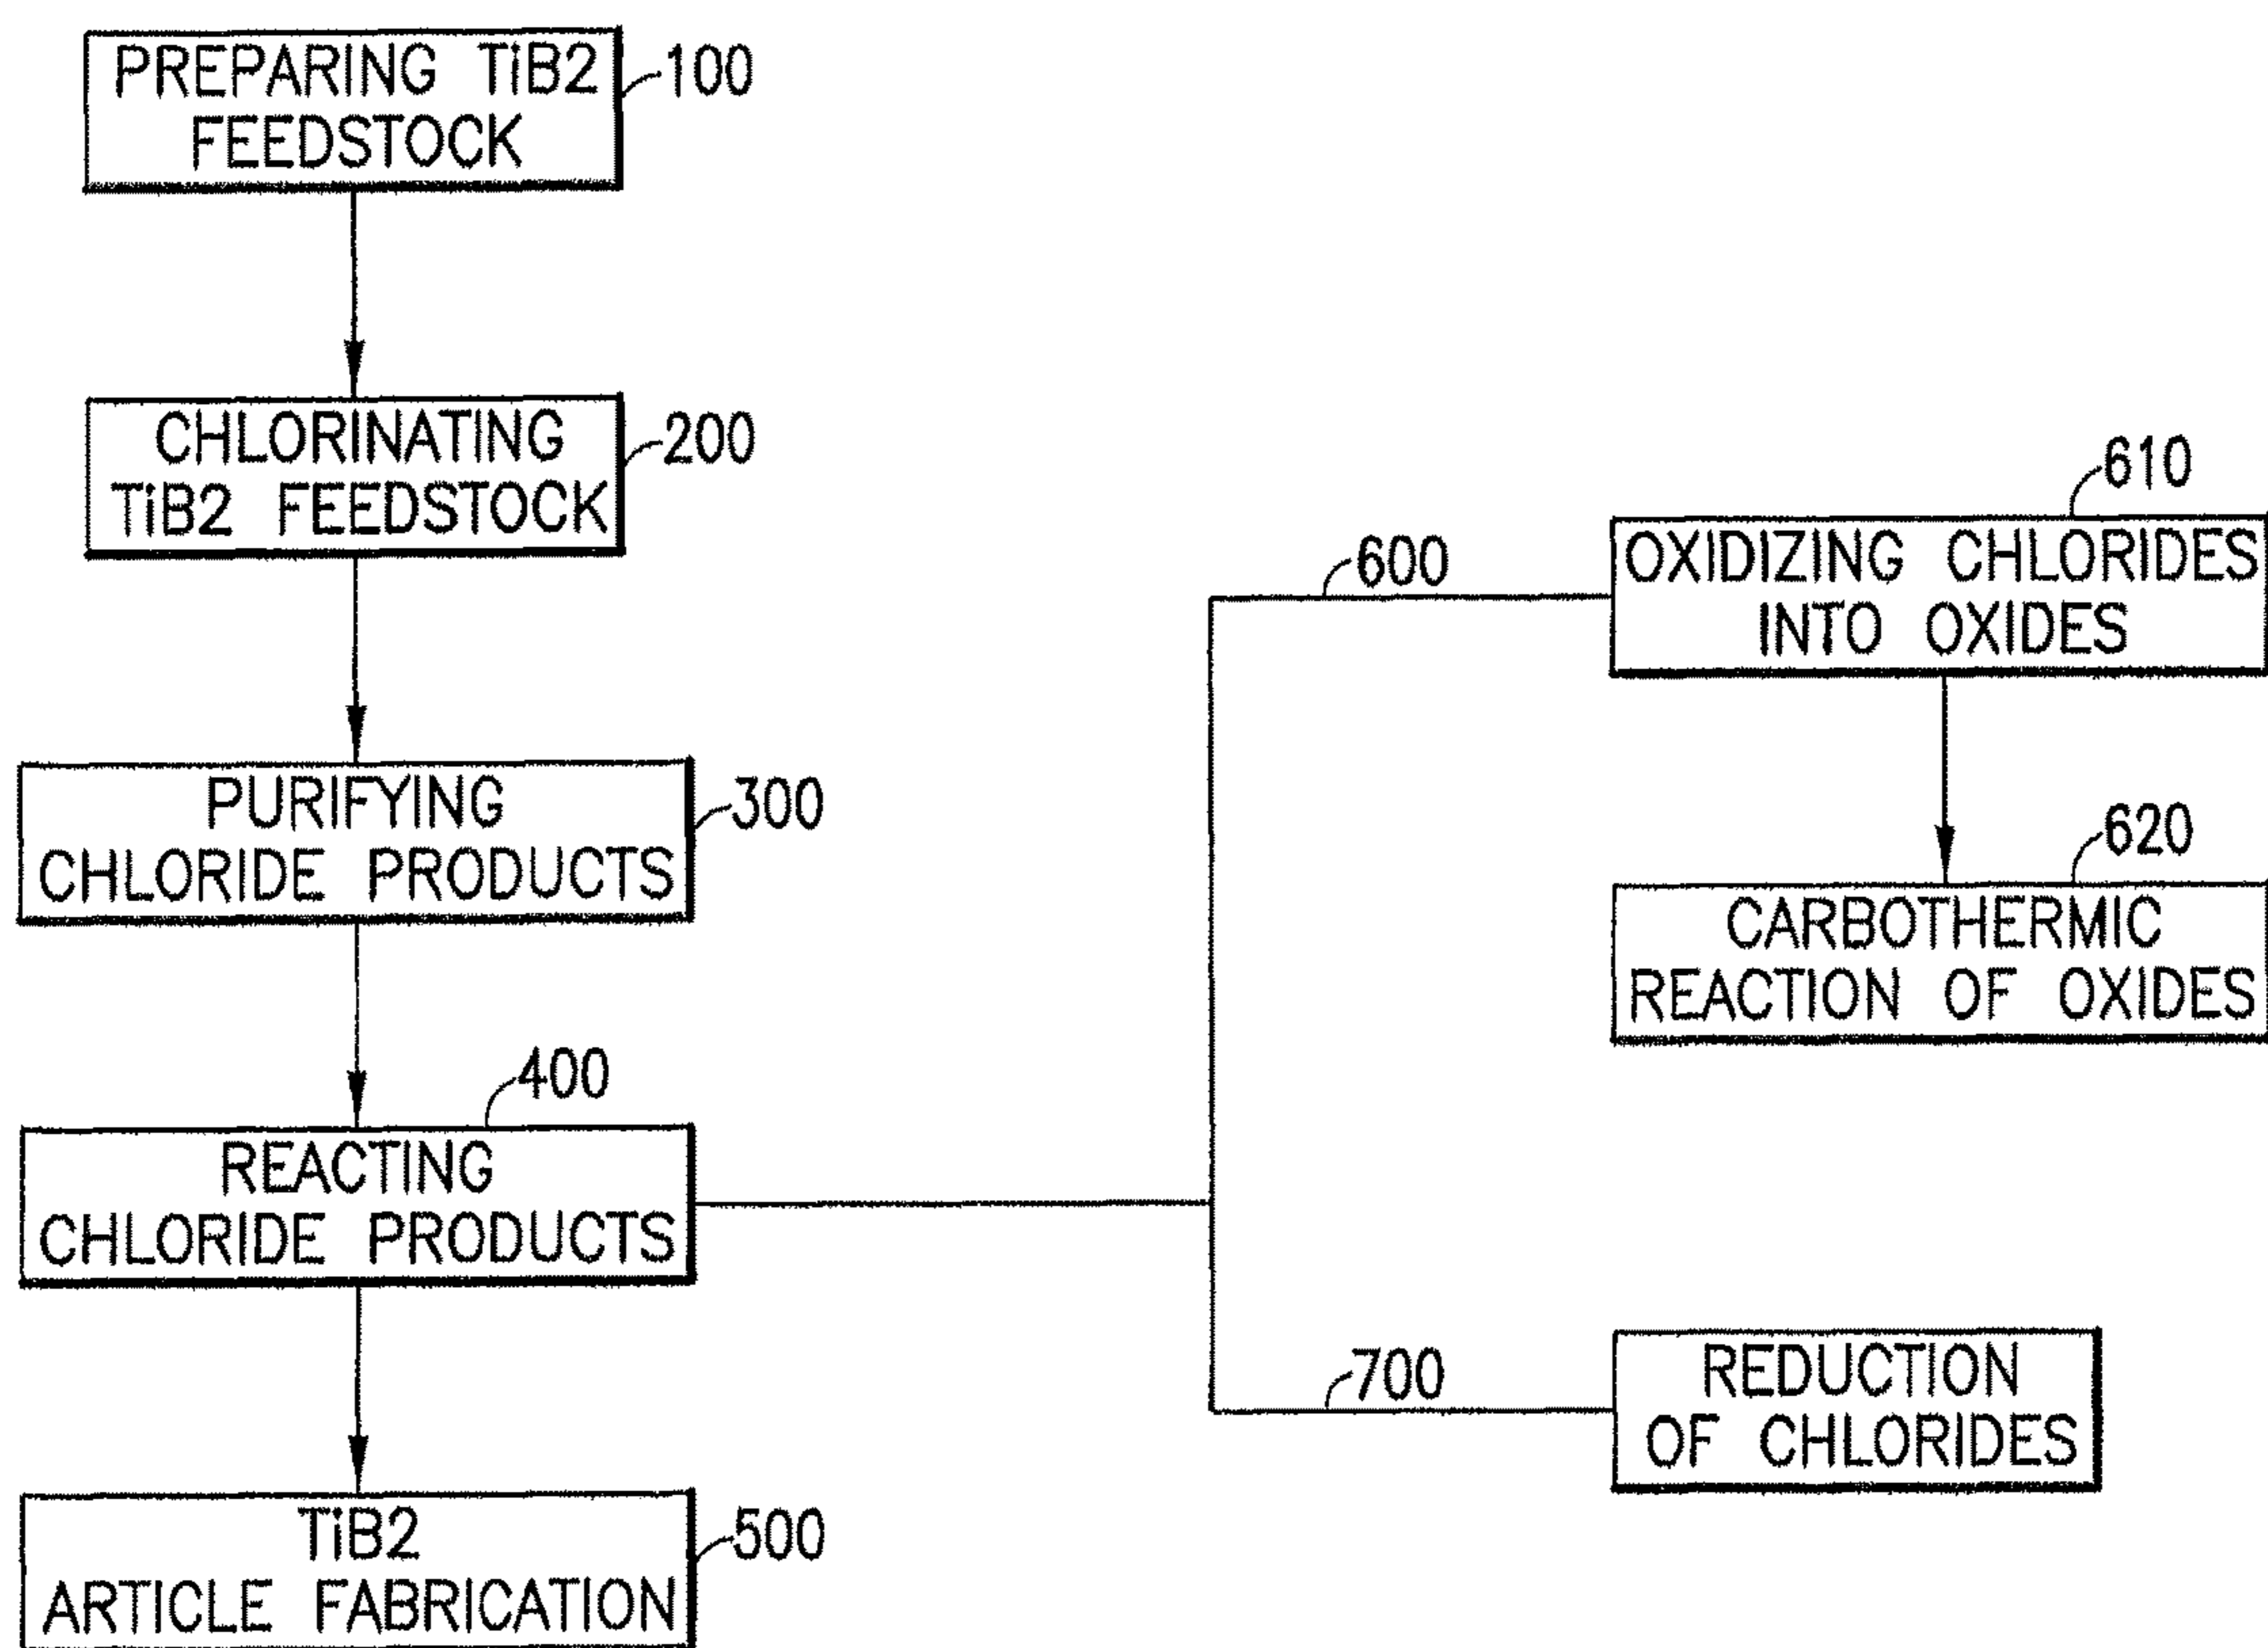 PREPARING TiB2
FEEDSTOCK
100
CHLORINATING
TiB2 FEEDSTOCK
200
PURIFYING
CHLORIDE PRODUCTS
300
400
REACTING
CHLORIDE PRODUCTS
TiB2
ARTICLE FABRICATION
500
600
610
OXIDIZING CHLORIDES
INTO OXIDES
620
CARBOTHERMIC
REACTION OF OXIDES
700
REDUCTION
OF CHLORIDES